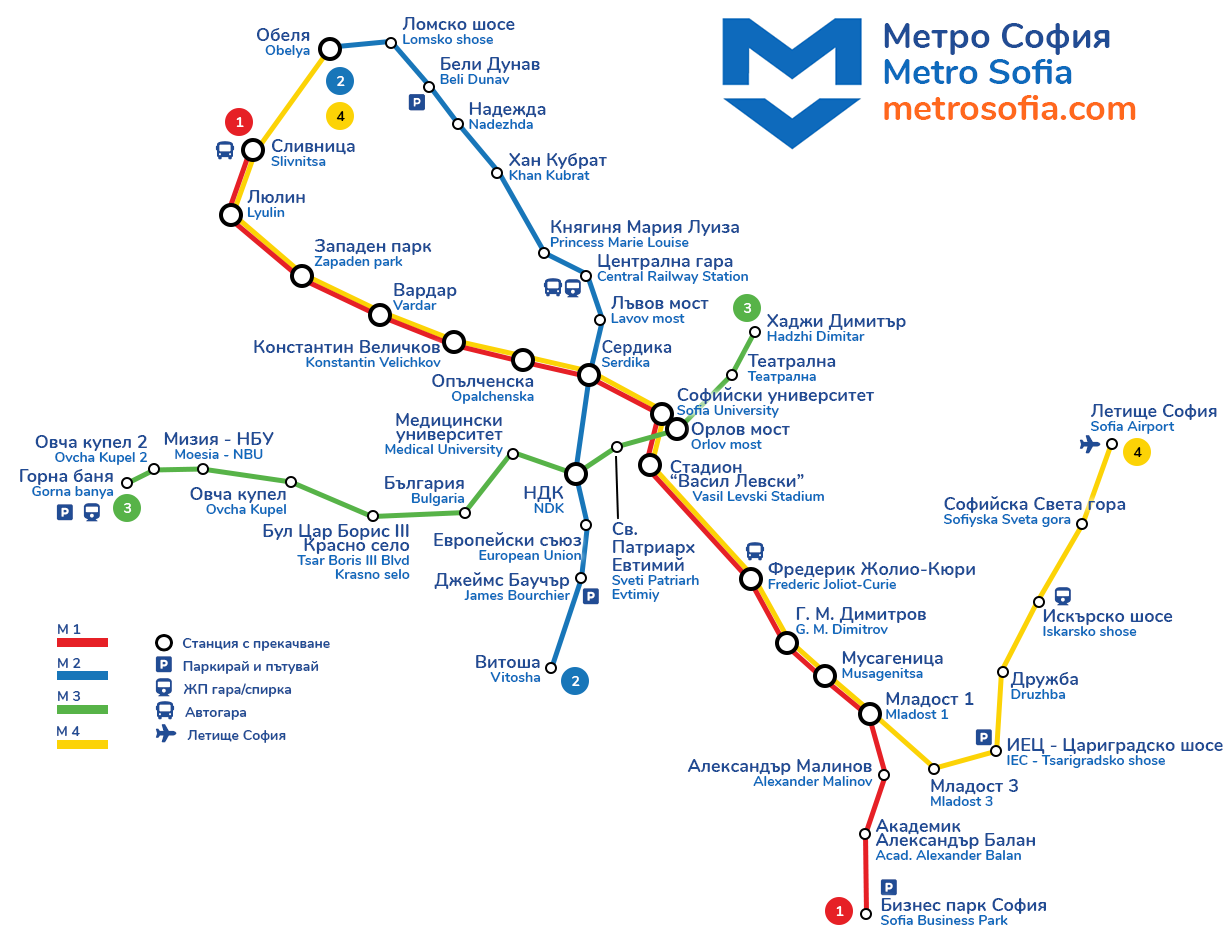 Метро София
Metro Sofia
metrosofia.com
Обеля
Obelya
2
4
Ломско шосе
Lomsko shose
Бели Дунав
Beli Dunav
P
Надежда
Nadezhda
1
Сливница
Slivnitsa
Хан Кубрат
Khan Kubrat
Люлин
Lyulin
Княгиня Мария Луиза
Princess Marie Louise
Западен парк
Zapaden park
Централна гара
Central Railway Station
Вардар
Vardar
Лъвов мост
Lavov most
3
Хаджи Димитър
Hadzhi Dimitar
Константин Величков
Konstantin Velichkov
Сердика
Serdika
Театрална
Театрална
Опълченска
Opalchenska
Софийски университет
Sofia University
Орлов мост
Orlov most
Медицински
университет
Medical University
Летище София
Sofia Airport
4
Овча купел 2
Ovcha Kupel 2
Мизия - НБУ
Moesia - NBU
Горна баня
Gorna banya
P
3
Овча купел
Ovcha Kupel
България
Bulgaria
НДК
NDK
Стадион
“Васил Левски”
Vasil Levski Stadium
Софийска Света гора
Sofiyska Sveta gora
Бул Цар Борис III
Красно село
Tsar Boris III Blvd
Krasno selo
Европейски съюз
European Union
Св.
Патриарх
Евтимий
Sveti Patriarh
Evtimiy
Джеймс Баучър
James Bourchier
P
Фредерик Жолио-Кюри
Frederic Joliot-Curie
Г. М. Димитров
G. M. Dimitrov
Искърско шосе
Iskarsko shose
Витоша
Vitosha
2
Мусагеница
Musagenitsa
Дружба
Druzhba
Младост 1
Mladost 1
P
ИЕЦ - Цариградско шосе
IEC - Tsarigradsko shose
Александър Малинов
Alexander Malinov
Младост 3
Mladost 3
Академик
Александър Балан
Acad. Alexander Balan
P
1
Бизнес парк София
Sofia Business Park
M 1
M 2
M 3
M 4
Станция с прекачване
P
Паркирай и пътувай
ЖП гара/спирка
Автогара
Летище София